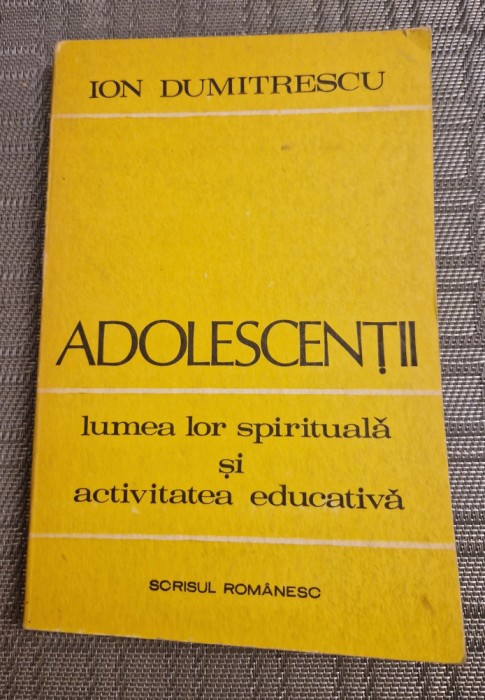 ION DUMITRESCU
ADOLESCENȚII
lumea lor spirituală
și
activitatea educativă
SCRISUL ROMÂNESC